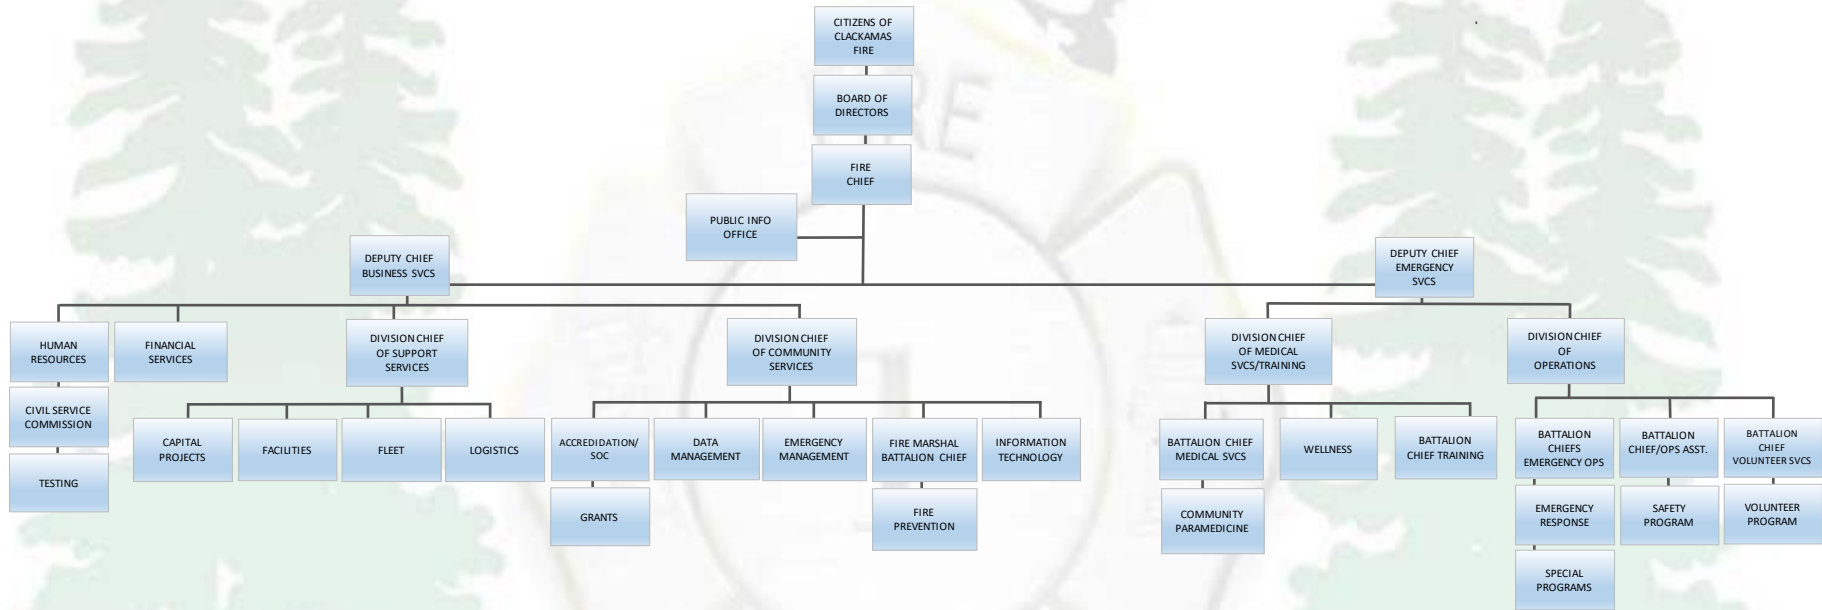 CITIZENS OF
CLACKAMAS
FIRE
BOARD OF
DIRECTORS
FIRE
CHIEF
PUBLIC INFO
OFFICE
DEPUTY CHIEF
BUSINESS SVCS
DEPUTY CHIEF
EMERGENCY
SVCS
HUMAN
RESOURCES
FINANCIAL
SERVICES
DIVISION CHIEF
OF SUPPORT
SERVICES
DIVISION CHIEF
OF COMMUNITY
SERVICES
DIVISION CHIEF
OF MEDICAL
SVCS/TRAINING
DIVISION CHIEF
OF
OPERATIONS
CIVIL SERVICE
COMMISSION
TESTING
CAPITAL
PROJECTS
FACILITIES
FLEET
LOGISTICS
ACCREDIDATION/
SOC
GRANTS
DATA
MANAGEMENT
EMERGENCY
MANAGEMENT
FIRE MARSHAL
BATTALION CHIEF
FIRE
PREVENTION
INFORMATION
TECHNOLOGY
BATTALION CHIEF
MEDICAL SVCS
COMMUNITY
PARAMEDICINE
WELLNESS
BATTALION
CHIEF TRAINING
BATTALION
CHIEFS
EMERGENCY OPS
EMERGENCY
RESPONSE
SPECIAL
PROGRAMS
BATTALION
CHIEF/OPS ASST.
SAFETY
PROGRAM
BATTALION
CHIEF
VOLUNTEER SVCS
VOLUNTEER
PROGRAM
FIRE
1